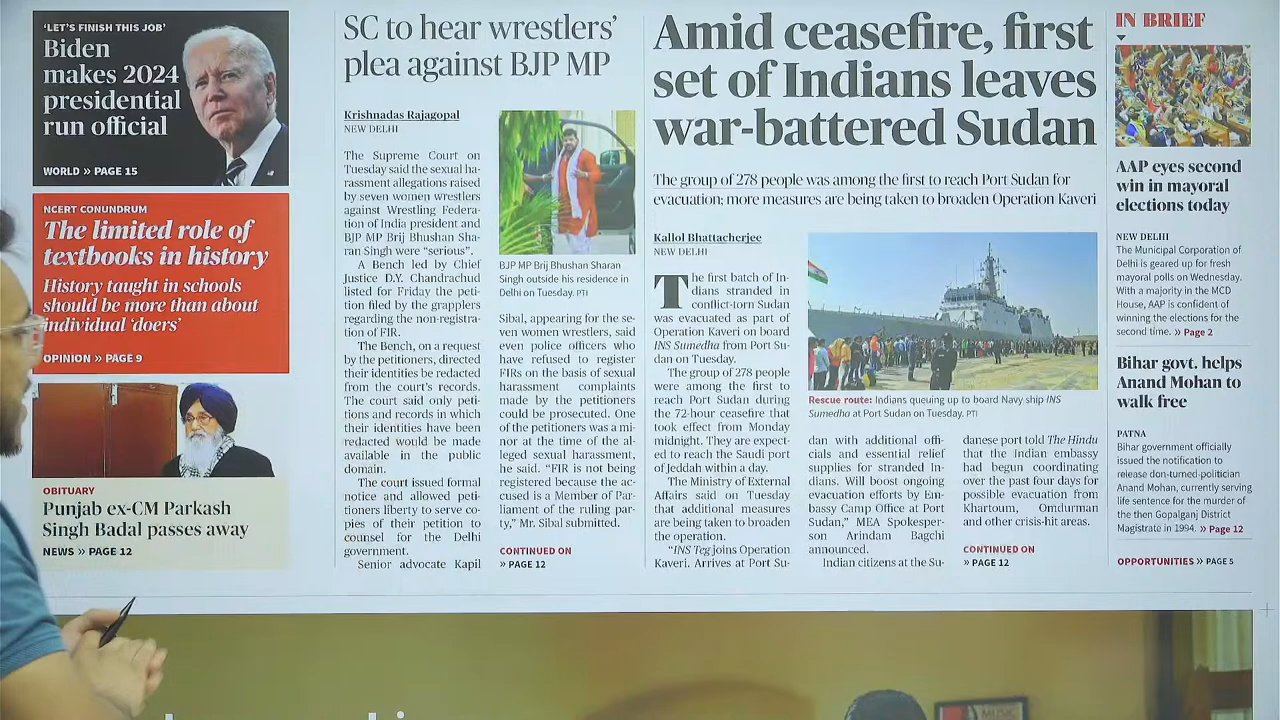 ‘LET’S FINISH THIS JOB’
Biden
makes 2024
presidential
run official
WORLD » PAGE 15
NCERT CONUNDRUM
The limited role of
textbooks in history
History taught in schools
should be more than about
individual ‘doers’
OPINION » PAGE 9
OBITUARY
Punjab ex-CM Parkash
Singh Badal passes away
NEWS » PAGE 12
SC to hear wrestlers’
plea against BJP MP
Krishnadas Rajagopal
NEW DELHI
The Supreme Court on
Tuesday said the sexual ha-
rassment allegations raised
by seven women wrestlers
against Wrestling Federa-
tion of India president and
BJP MP Brij Bhushan Sha-
ran Singh were “serious”.
A Bench led by Chief
Justice D.Y. Chandrachud
listed for Friday the peti-
tion filed by the grapplers
regarding the non-registra-
tion of FIR.
The Bench, on a request
by the petitioners, directed
their identities be redacted
from the court’s records.
The court said only peti-
tions and records in which
their identities have been
redacted would be made
available in the public
domain.
The court issued formal
notice and allowed peti-
tioners liberty to serve co-
pies of their petition to
counsel for the Delhi
government.
Senior advocate Kapil
BJP MP Brij Bhushan Sharan
Singh outside his residence in
Delhi on Tuesday. PTI
Sibal, appearing for the se-
ven women wrestlers, said
even police officers who
have refused to register
FIRs on the basis of sexual
harassment complaints
made by the petitioners
could be prosecuted. One
of the petitioners was a mi-
nor at the time of the al-
leged sexual harassment,
he said. “FIR is not being
registered because the ac-
cused is a Member of Par-
liament of the ruling par-
ty,” Mr. Sibal submitted.
CONTINUED ON
» PAGE 12
Amid ceasefire, first
set of Indians leaves
war-battered Sudan
The group of 278 people was among the first to reach Port Sudan for
evacuation; more measures are being taken to broaden Operation Kaveri
Kallol Bhattacherjee
NEW DELHI
The first batch of In-
dians stranded in
conflict-torn Sudan
was evacuated as part of
Operation Kaveri on board
INS Sumedha from Port Su-
dan on Tuesday.
The group of 278 people
were among the first to
reach Port Sudan during
the 72-hour ceasefire that
took effect from Monday
midnight. They are expect-
ed to reach the Saudi port
of Jeddah within a day.
The Ministry of External
Affairs said on Tuesday
that additional measures
are being taken to broaden
the operation.
“INS Teg joins Operation
Kaveri. Arrives at Port Su-
Rescue route: Indians queuing up to board Navy ship INS
Sumedha at Port Sudan on Tuesday. PTI
dan with additional offi-
cials and essential relief
supplies for stranded In-
dians. Will boost ongoing
evacuation efforts by Em-
bassy Camp Office at Port
Sudan,” MEA Spokesper-
son Arindam Bagchi
announced.
Indian citizens at the Su-
danese port told The Hindu
that the Indian embassy
had begun coordinating
over the past four days for
possible evacuation from
Khartoum, Omdurman
and other crisis-hit areas.
CONTINUED ON
» PAGE 12
IN BRIEF
AAP eyes second
win in mayoral
elections today
NEW DELHI
The Municipal Corporation of
Delhi is geared up for fresh
mayoral polls on Wednesday.
With a majority in the MCD
House, AAP is confident of
winning the elections for the
second time. » Page 2
Bihar govt. helps
Anand Mohan to
walk free
PATNA
Bihar government officially
issued the notification to
release don-turned-politician
Anand Mohan, currently serving
life sentence for the murder of
the then Gopalganj District
Magistrate in 1994. » Page 12
OPPORTUNITIES » PAGE 5
MUSIC